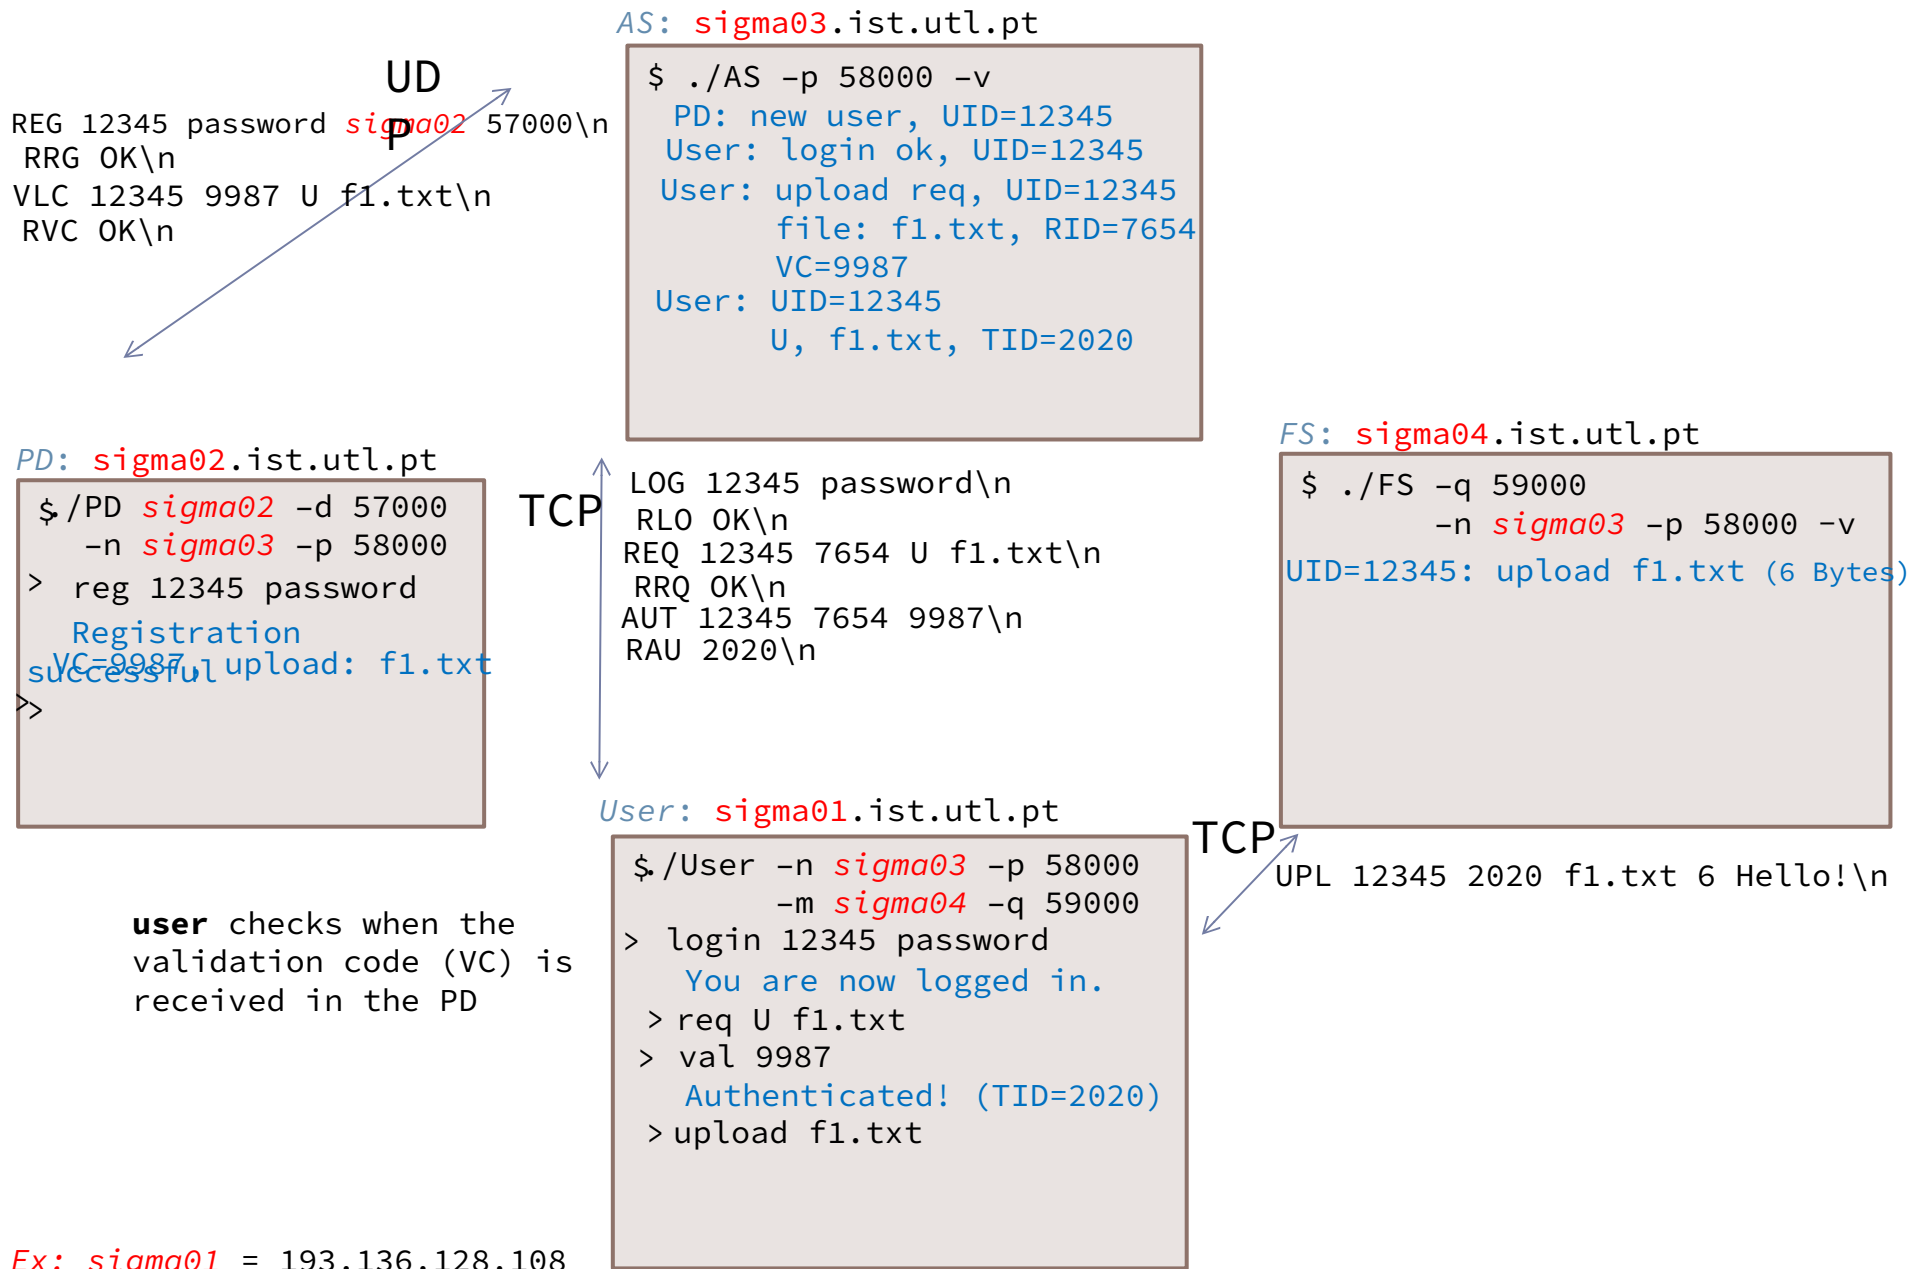 AS: sigma03.ist.utl.pt
$ ./AS –p 58000 –v
PD: new user, UID=12345
User: login ok, UID=12345
User: upload req, UID=12345
file: f1.txt, RID=7654
VC=9987
User: UID=12345
U, f1.txt, TID=2020
UD
P
REG 12345 password sigma02 57000\n
RRG OK\n
VLC 12345 9987 U f1.txt\n
RVC OK\n
PD: sigma02.ist.utl.pt
$./PD sigma02 –d 57000
–n sigma03 –p 58000
> reg 12345 password
Registration
successful
VC=9987, upload: f1.txt
>
>
TCP
LOG 12345 password\n
RLO OK\n
REQ 12345 7654 U f1.txt\n
RRQ OK\n
AUT 12345 7654 9987\n
RAU 2020\n
FS: sigma04.ist.utl.pt
$ ./FS –q 59000
–n sigma03 –p 58000 –v
UID=12345: upload f1.txt (6 Bytes)
User: sigma01.ist.utl.pt
$./User –n sigma03 –p 58000
–m sigma04 –q 59000
> login 12345 password
You are now logged in.
> req U f1.txt
> val 9987
Authenticated! (TID=2020)
> upload f1.txt
TCP
UPL 12345 2020 f1.txt 6 Hello!\n
user checks when the
validation code (VC) is
received in the PD
Ex: sigma01 = 193.136.128.108